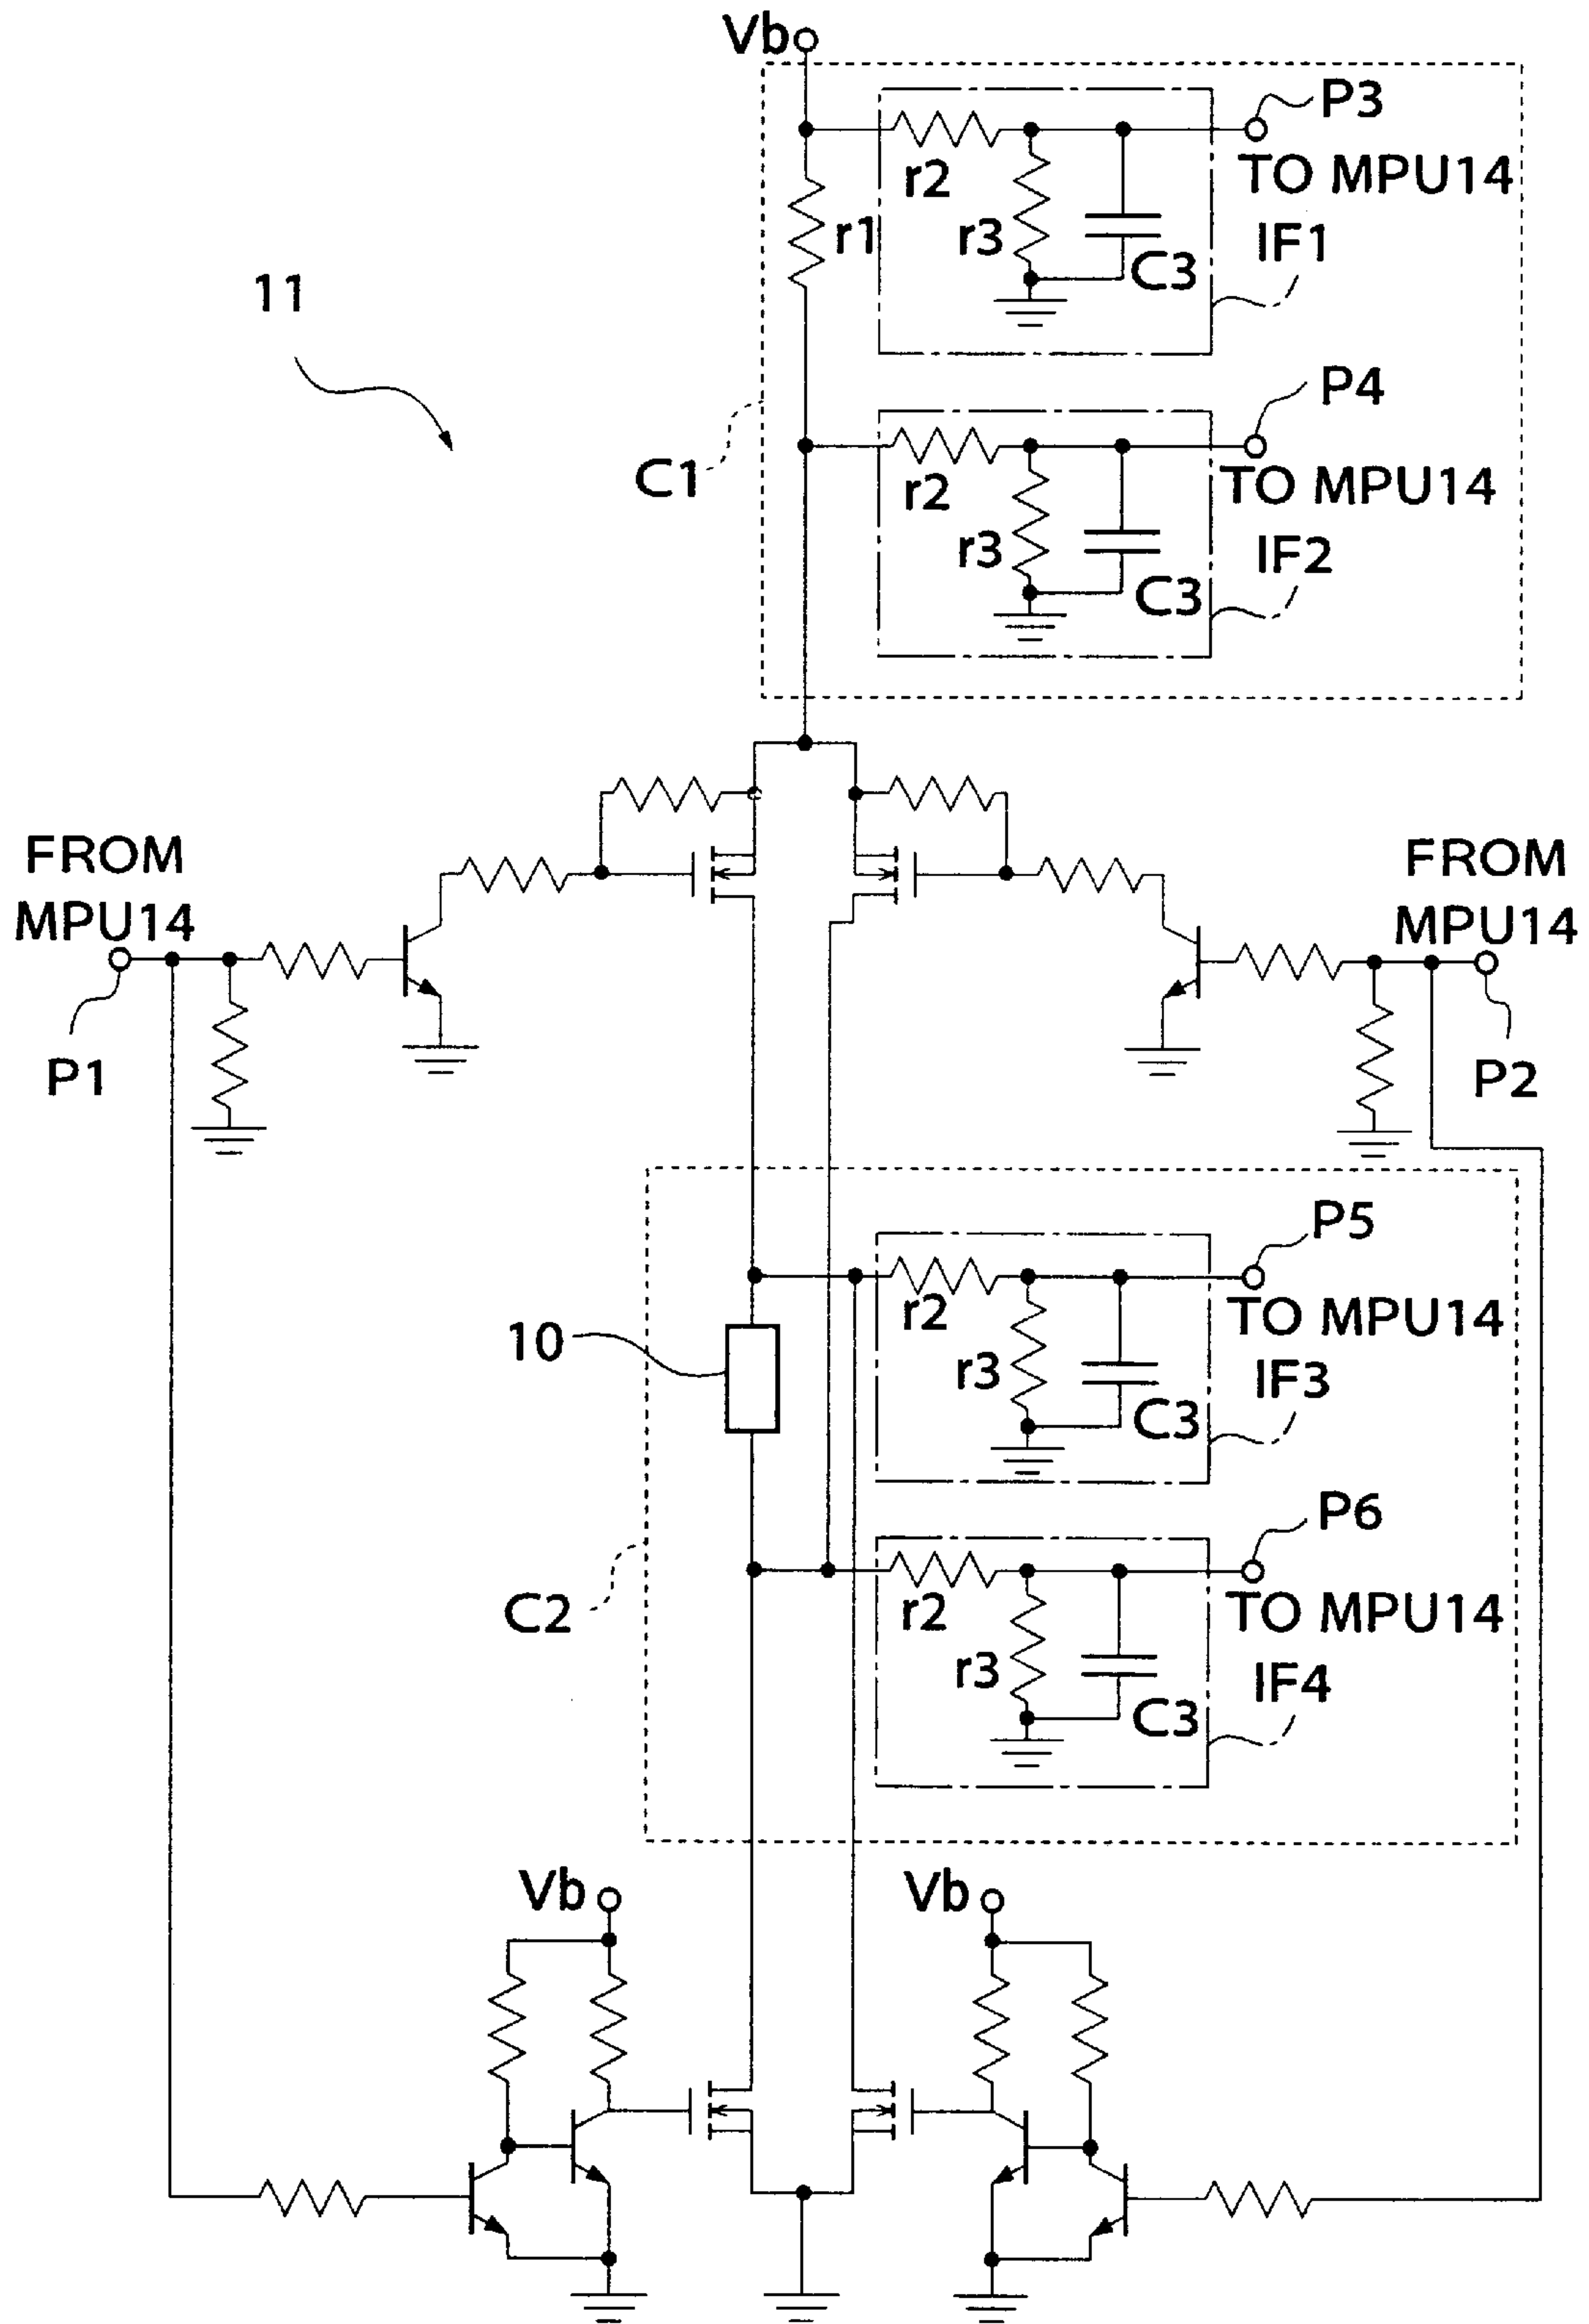 Vb
P3
r2
TO MPU14
r1
r3
IF1
C3
11
P4
C1
r2
TO MPU14
r3
IF2
C3
FROM
MPU14
FROM
MPU14
P1
P2
P5
r2
TO MPU14
10
r3
IF3
C3
P6
C2
r2
TO MPU14
r3
IF4
C3
Vb
Vb